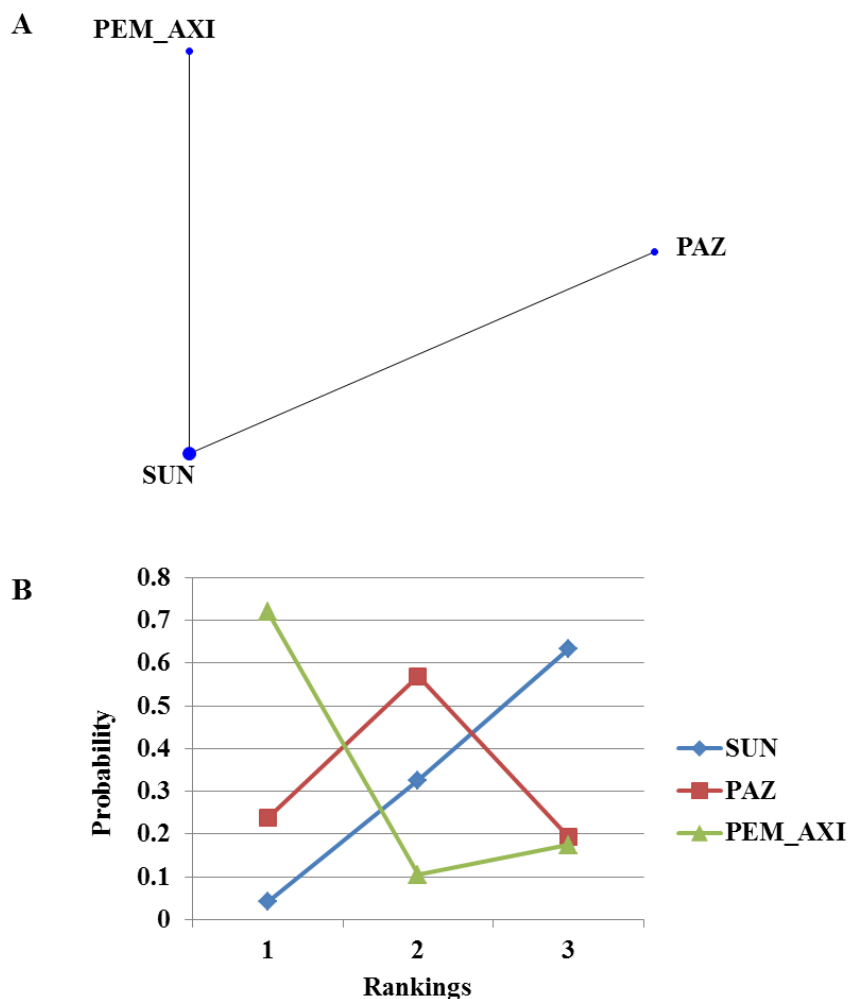 A
PEM_AXI
PAZ
SUN
B
0.8
0.7
0.6
0.5
0.4
0.3
0.2
0.1
0
Probability
1 2 3
Rankings
SUN
PAZ
PEM_AXI